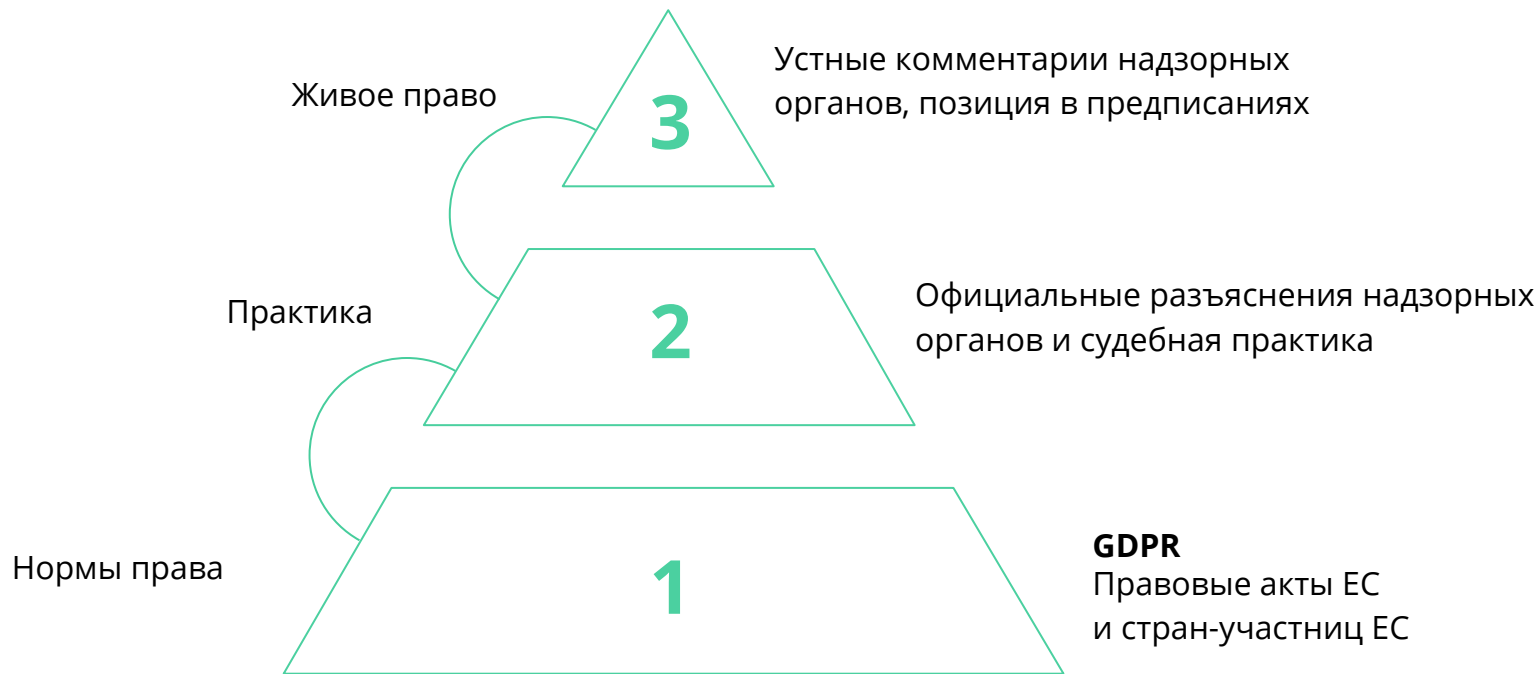 Живое право
3
Устные комментарии надзорных
органов, позиция в предписаниях
Практика
2
Официальные разъяснения надзорных
органов и судебная практика
Нормы права
1
GDPR
Правовые акты ЕС
и стран-участниц ЕС